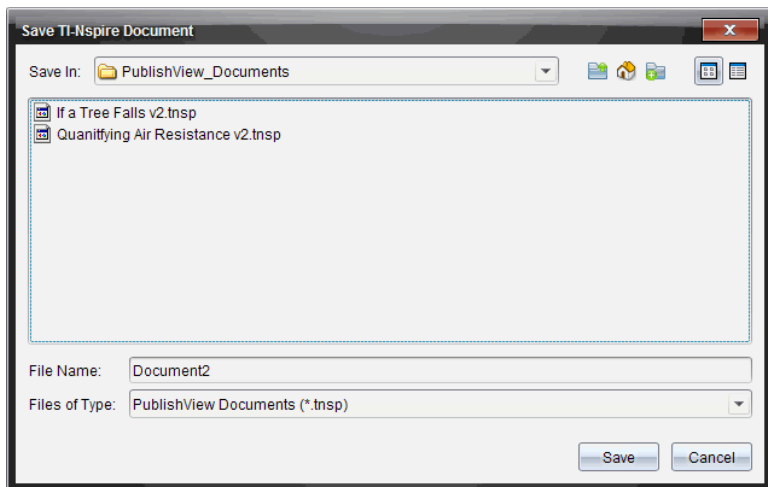 Save TI-Nspire Document
Save In: PublishView_Documents
If a Tree Falls v2.tnsp
Quanitfying Air Resistance v2.tnsp
File Name: Document2
Files of Type: PublishView Documents (*.tnsp)
Save Cancel